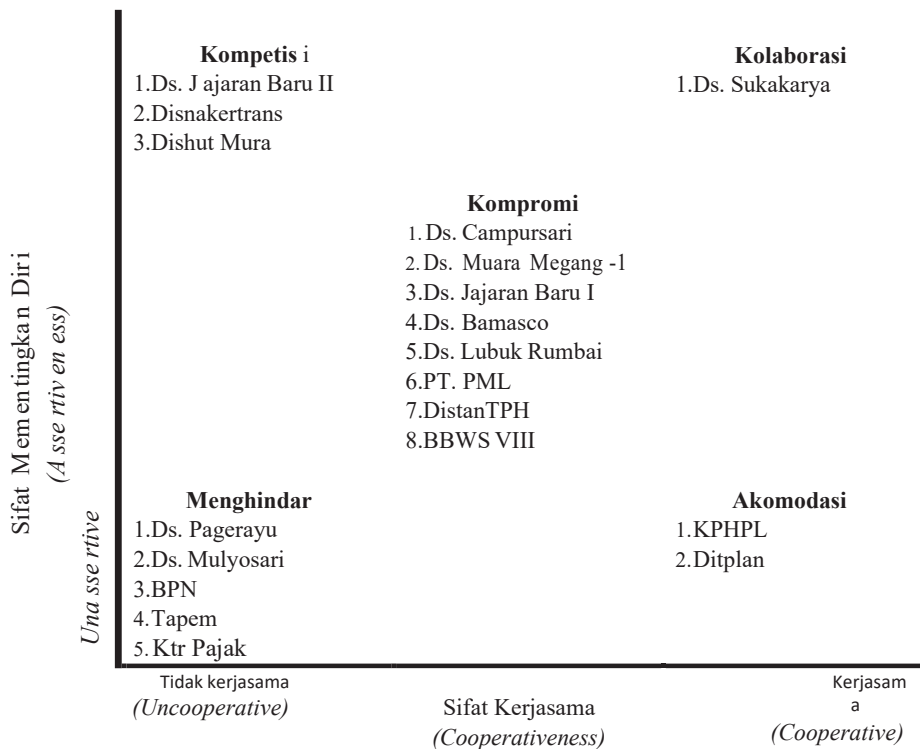 Kompetis i
1.Ds. J ajaran Baru II
2.Disnakertrans
3.Dishut Mura
Kolaborasi
1.Ds. Sukakarya
Kompromi
1. Ds. Campursari
2. Ds. Muara Megang -1
3.Ds. Jajaran Baru I
4.Ds. Bamasco
5.Ds. Lubuk Rumbai
6.PT. PML
7.DistanTPH
8.BBWS VIII
Menghindar
1.Ds. Pagerayu
2.Ds. Mulyosari
3.BPN
4.Tapem
5. Ktr Pajak
Akomodasi
1.KPHPL
2.Ditplan
Sifat Mementingkan Diri
(A sse rtiv en ess)
Una sse rtive
Tidak kerjasama
(Uncooperative)
Sifat Kerjasama
(Cooperativeness)
Kerjasam
a
(Cooperative)